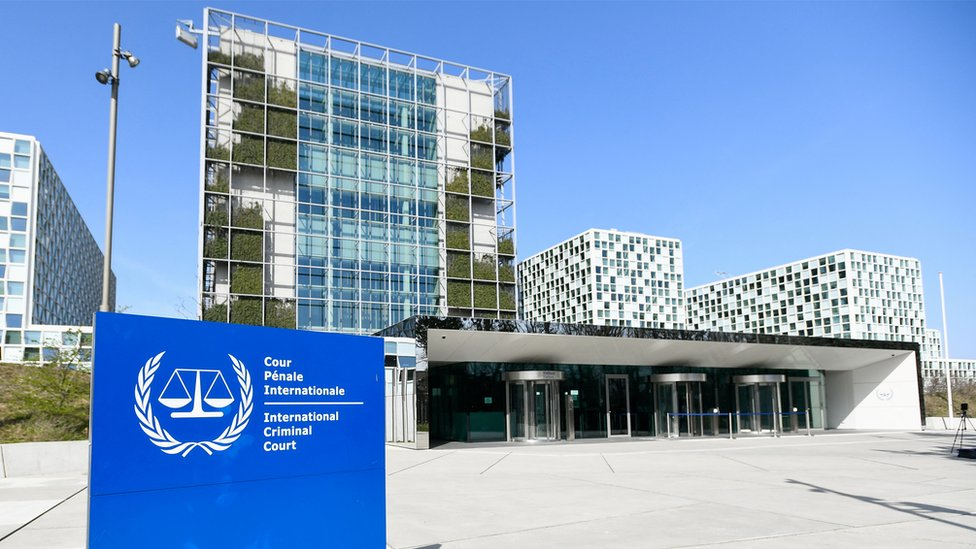 Cour
Pénale
Internationale
International
Criminal
Court